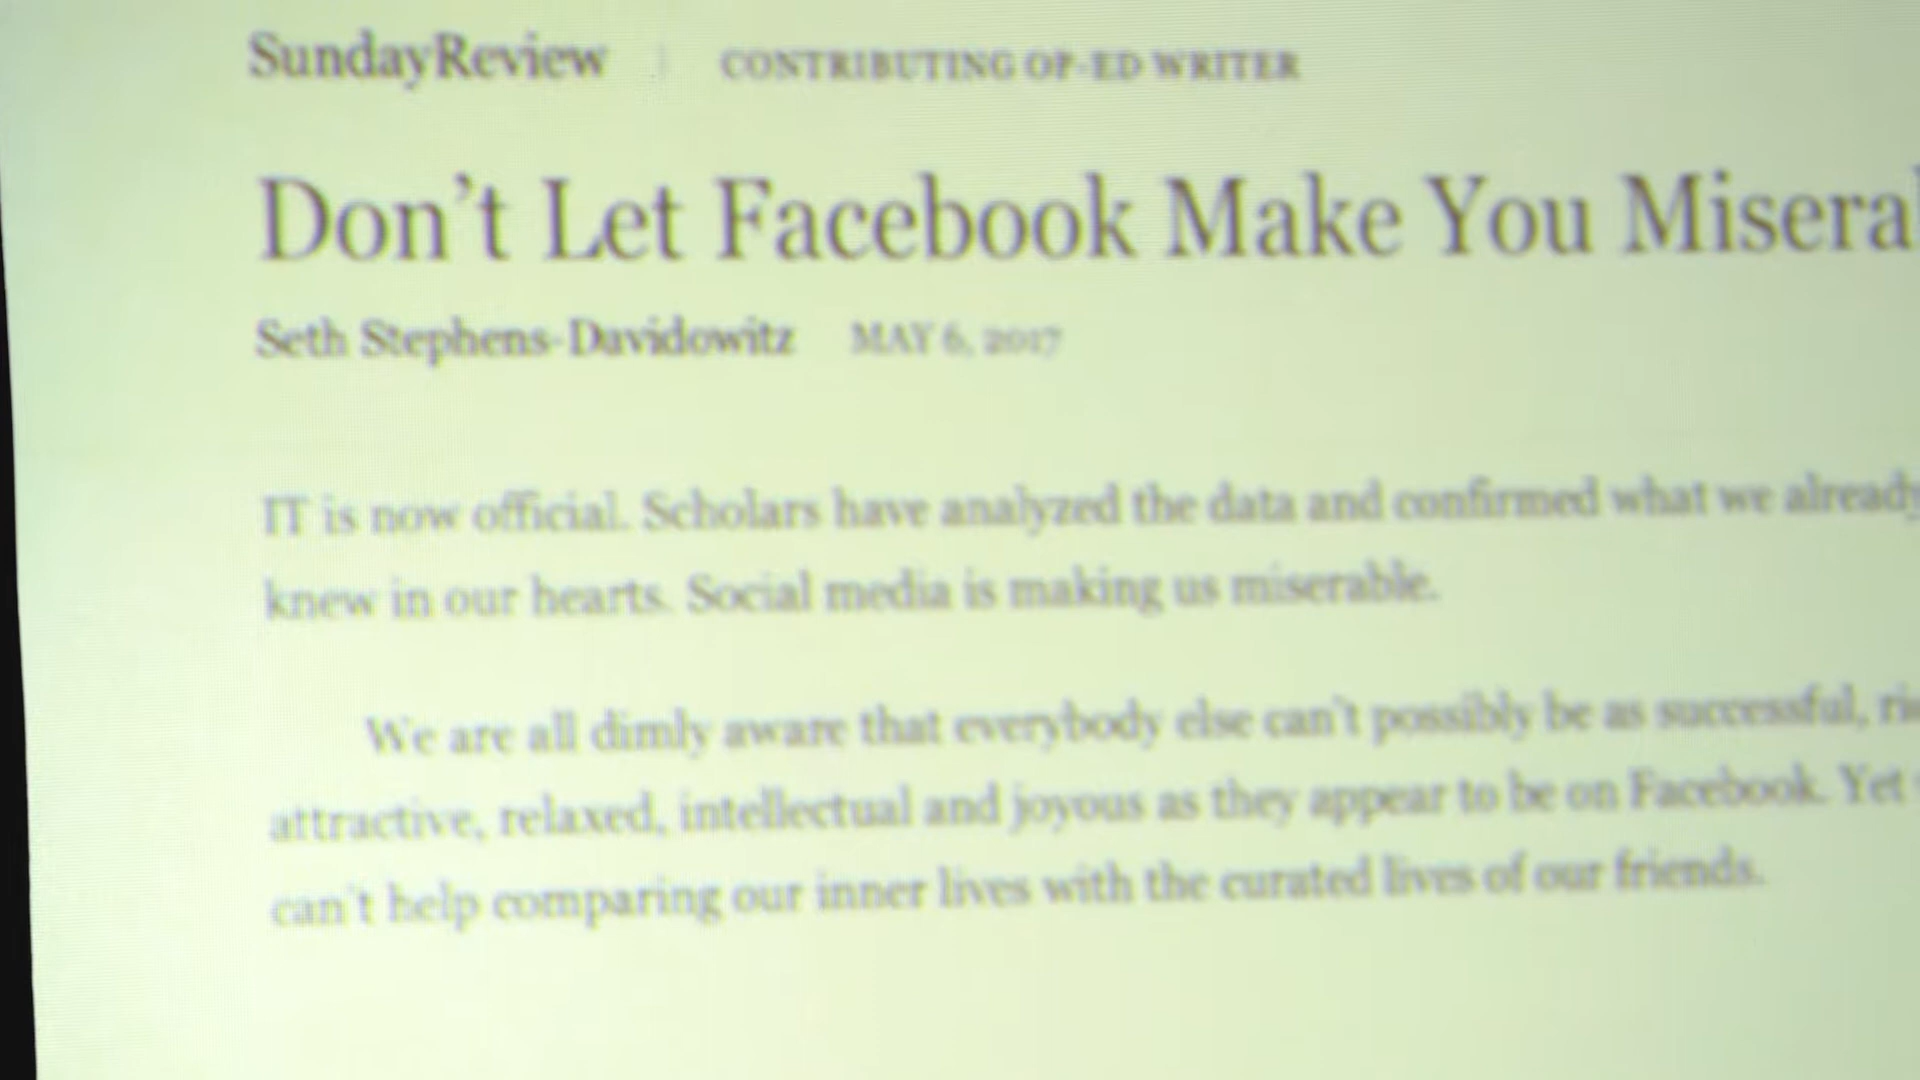 SundayReview | CONTRIBUTING OP-ED WRITER
Don't Let Facebook Make You Misera
Seth Stephens-Davidowitz MAY 6, 2017
IT is now official. Scholars have analyzed the data and confirmed what we already
knew in our hearts. Social media is making us miserable.
We are all dimly aware that everybody else can't possibly be as successful,
attractive, relaxed, intellectual and joyous as they appear to be on Facebook. Yet
can't help comparing our inner lives with the curated lives of our friends.